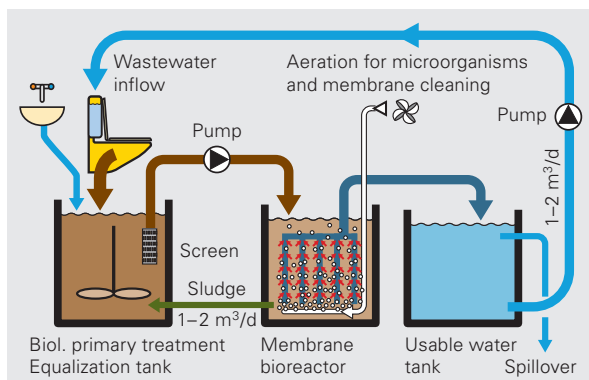 Wastewater
inflow
Aeration for microorganisms
and membrane cleaning
Pump
Pump
1–2 m³/d
Screen
Sludge
1–2 m³/d
Biol. primary treatment
Equalization tank
Membrane
bioreactor
Usable water
tank
Spillover